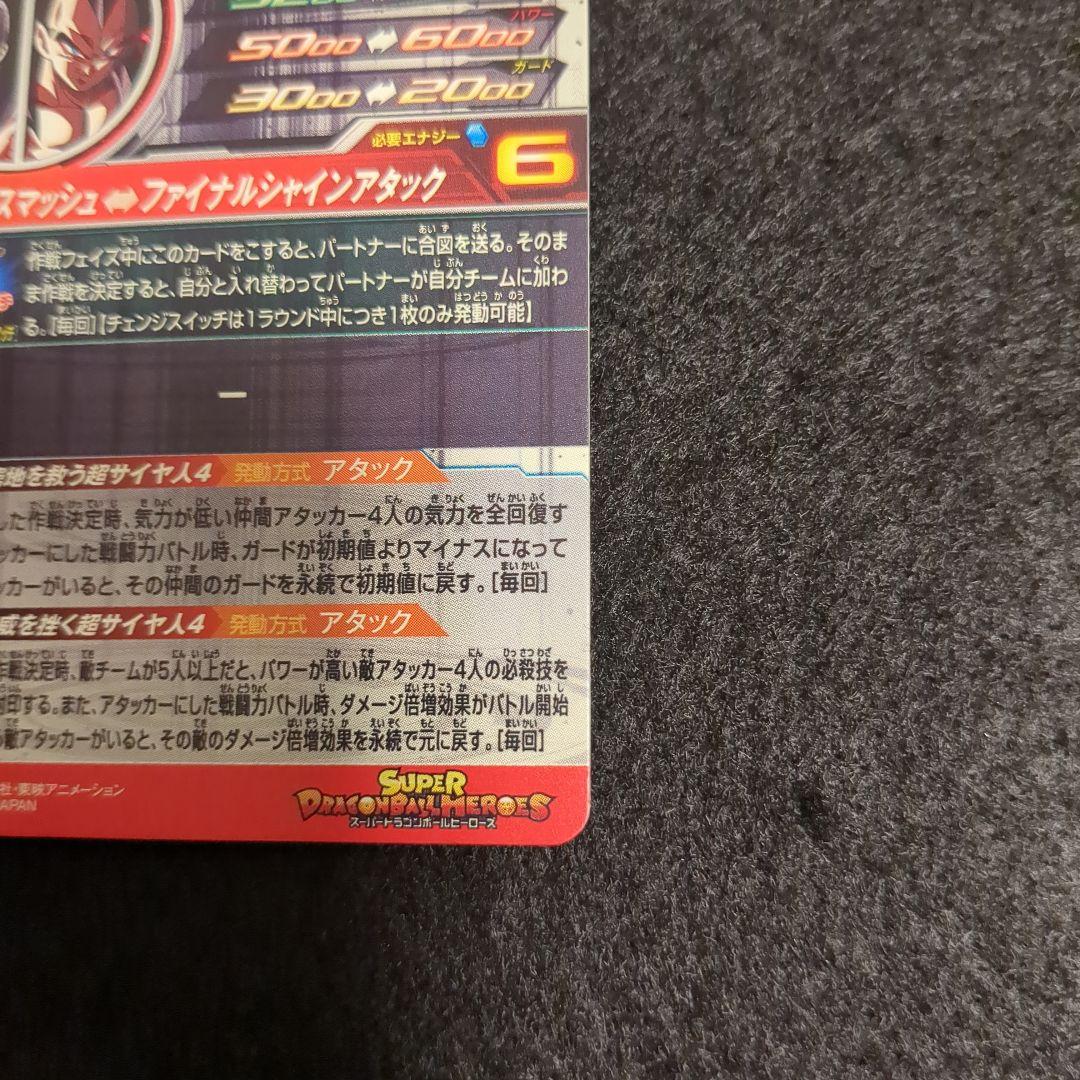 パワー
5000⇔6000
ガード
3000⇔2000
必要エナジー 6
スマッシュ⇔ファイナルシャインアタック
作戦フェイズ中にこのカードをこすると、パートナーに合図を送る。そのま
ま作戦を決定すると、自分と入れ替わってパートナーが自分チームに加わ
る。[毎回][チェンジスイッチは1ラウンド中につき1枚のみ発動可能]
ー
地を救う超サイヤ人4 発動方式 アタック
した作戦決定時、気力が低い仲間アタッカー4人の気力を全回復す
ッカーにした戦闘力バトル時、ガードが初期値よりマイナスになって
ッカーがいると、その仲間のガードを永続で初期値に戻す。[毎回]
威を挫く超サイヤ人4 発動方式 アタック
作戦決定時、敵チームが5人以上だと、パワーが高い敵アタッカー4人の必殺技を
封印する。また、アタッカーにした戦闘力バトル時、ダメージ倍増効果がバトル開始
敵アタッカーがいると、その敵のダメージ倍増効果を永続で元に戻す。[毎回]
社・東映アニメーション
JAPAN
SUPER
DRAGONBALL HEROES
スーパードラゴンボールヒーローズ